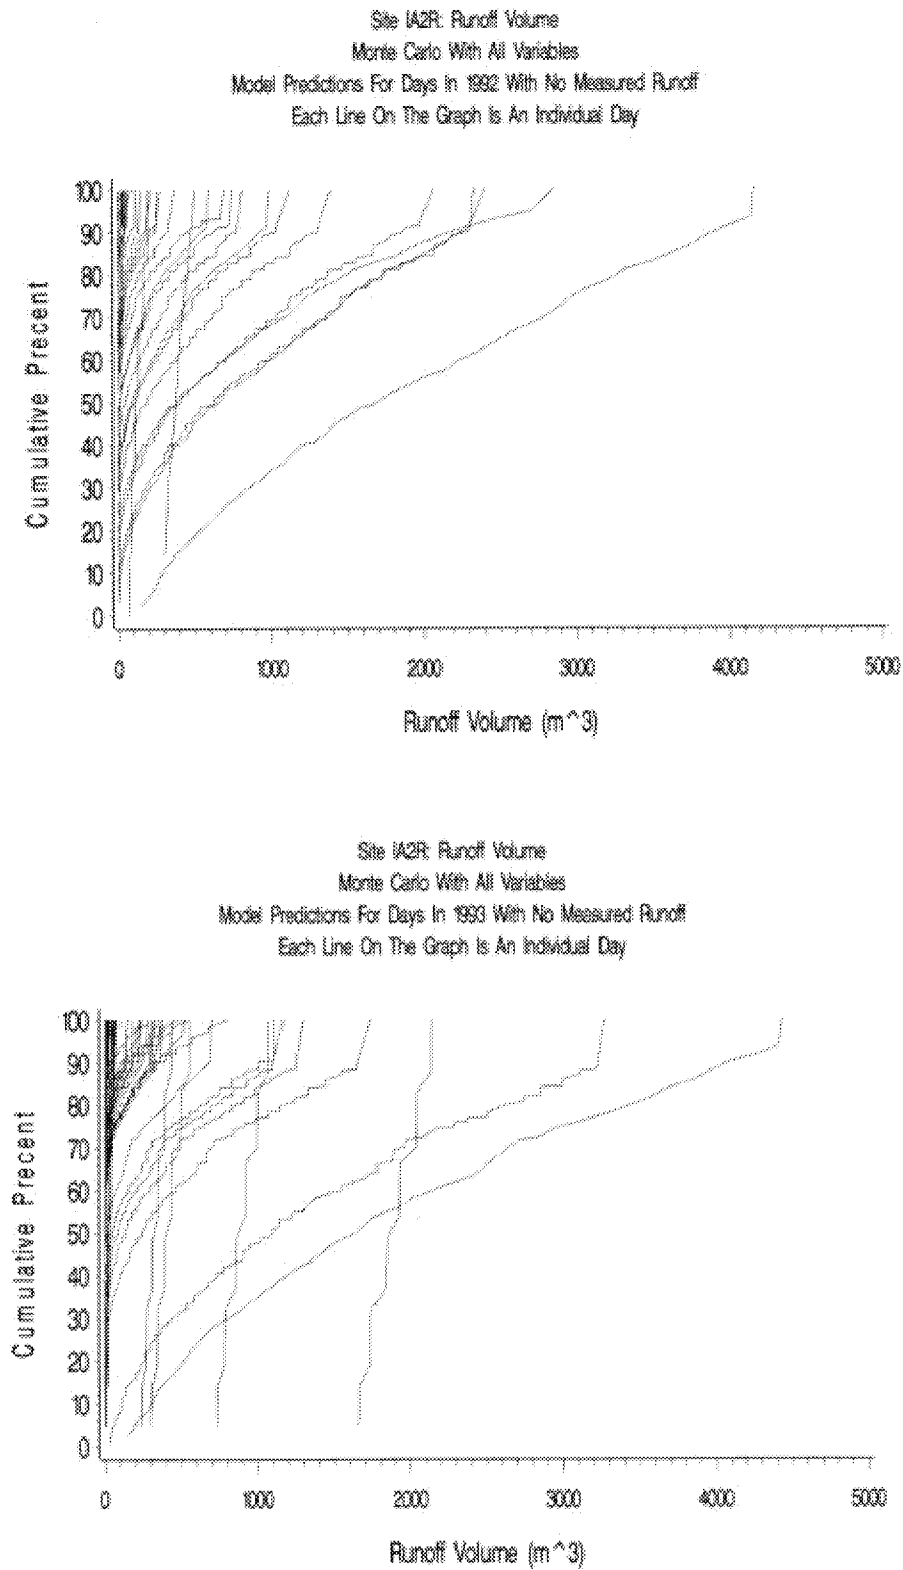 Site IA2R: Runoff Volume
Monte Carlo With All Variables
Model Predictions For Days In 1992 With No Measured Runoff
Each Line On The Graph Is An Individual Day
100
90
80
70
60
50
40
30
20
10
0
Cumulative Precent
0 1000 2000 3000 4000 5000
Runoff Volume (m^3)
Site IA2R: Runoff Volume
Monte Carlo With All Variables
Model Predictions For Days In 1993 With No Measured Runoff
Each Line On The Graph Is An Individual Day
100
90
80
70
60
50
40
30
20
10
0
Cumulative Precent
0 1000 2000 3000 4000 5000
Runoff Volume (m^3)